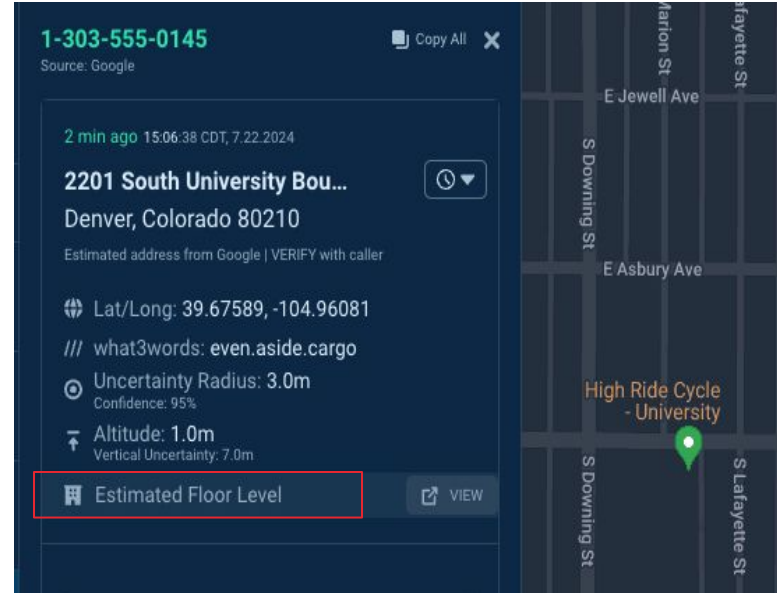 1-303-555-0145
Copy All
Source: Google
2 min ago 15:06:38 CDT, 7.22.2024
2201 South University Bou...
Denver, Colorado 80210
Estimated address from Google | VERIFY with caller
Lat/Long: 39.67589, -104.96081
/// what3words: even.aside.cargo
Uncertainty Radius: 3.0m
Confidence: 95%
Altitude: 1.0m
Vertical Uncertainty: 7.0m
Estimated Floor Level
VIEW
Marion St
afayette St
E Jewell Ave
S Downing St
E Asbury Ave
High Ride Cycle
- University
S Downing St
S Lafayette St